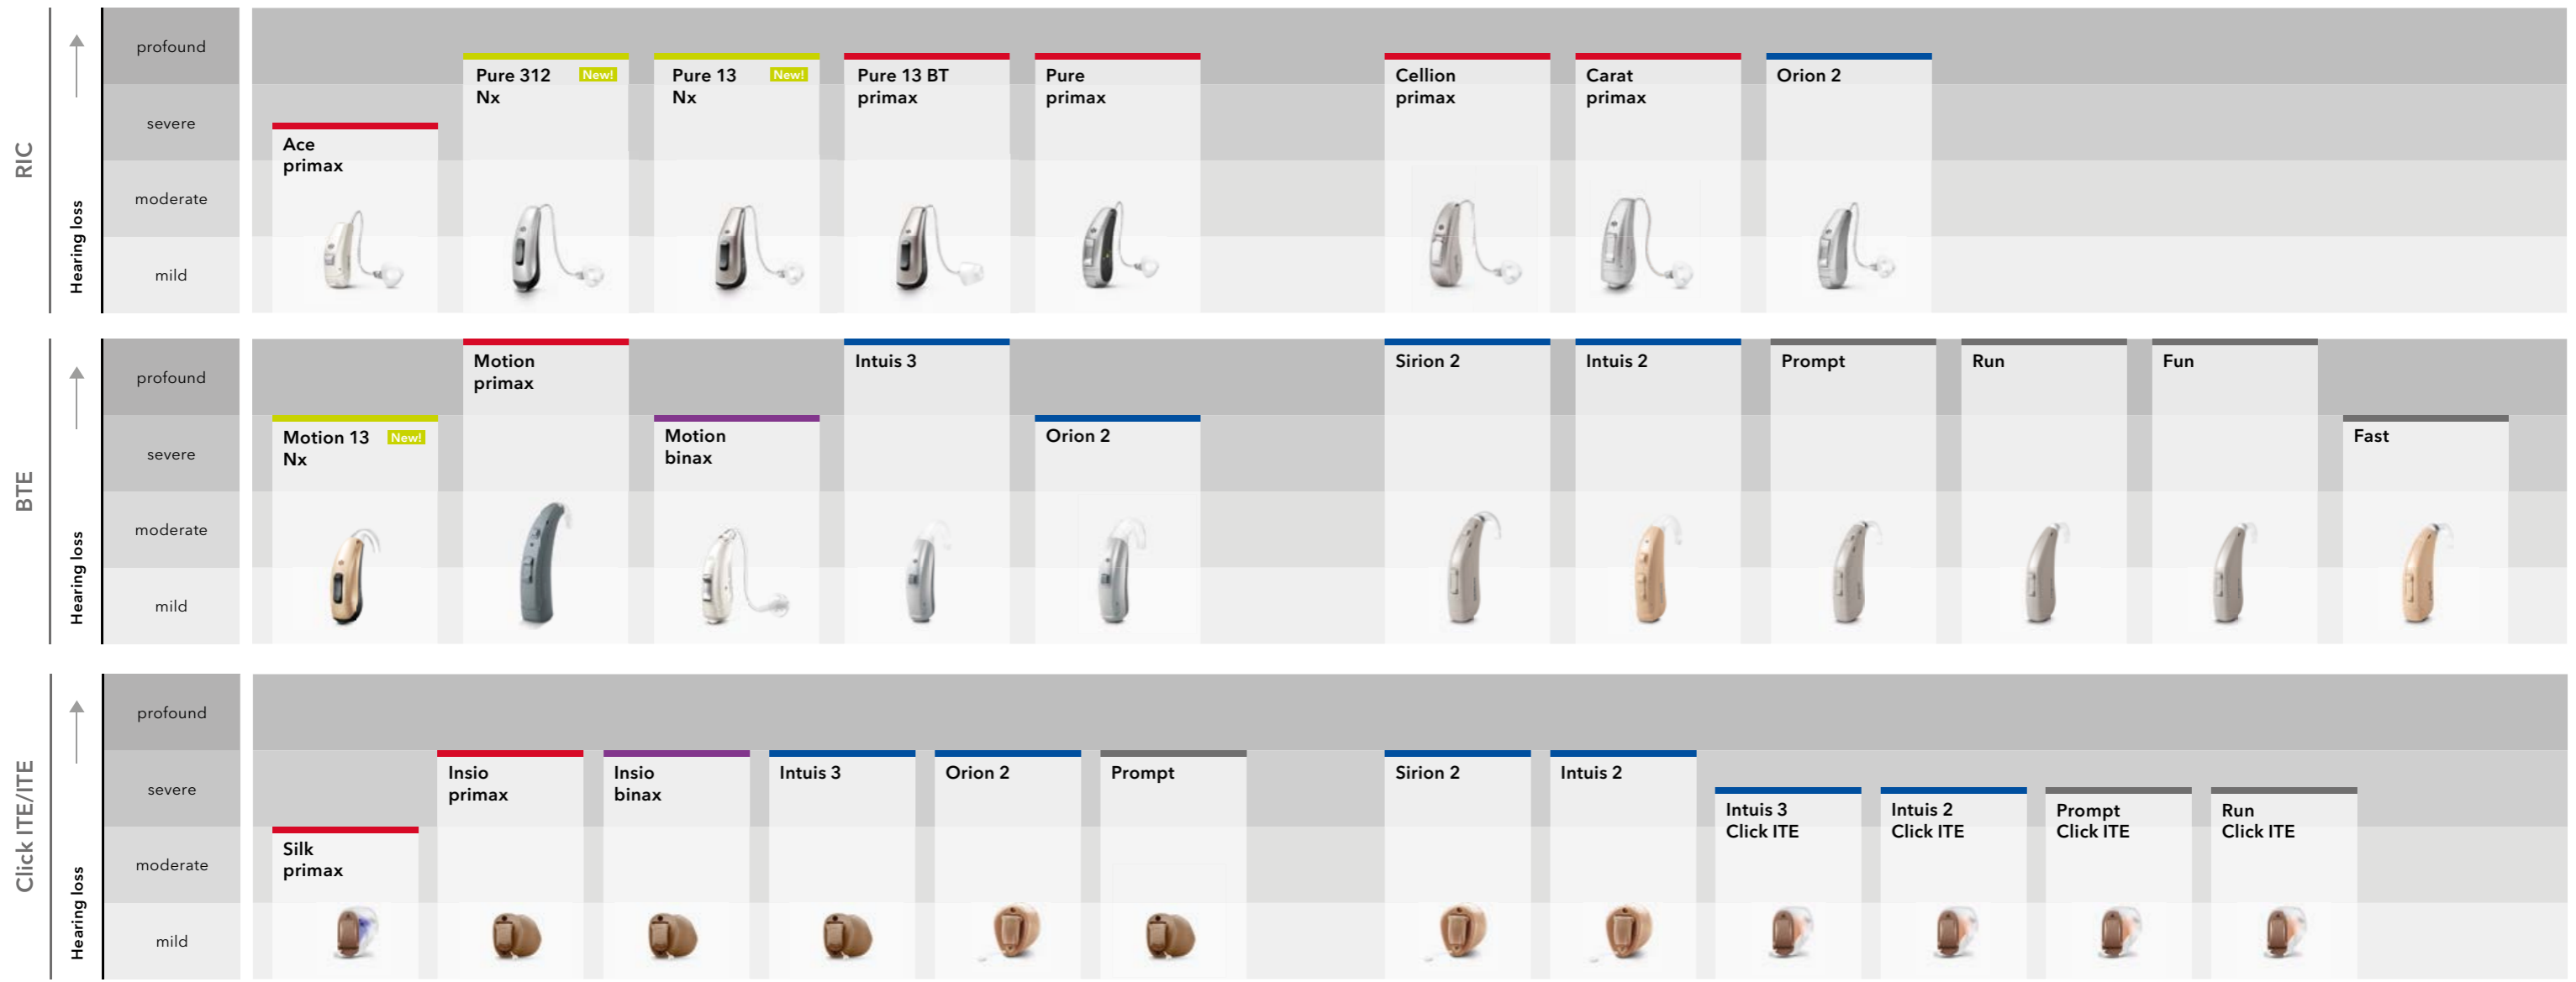 RIC
Hearing loss
profound
severe
moderate
mild
Ace
primax
Pure 312
Nx
New!
Pure 13
Nx
New!
Pure 13 BT
primax
Pure
primax
Cellion
primax
Carat
primax
Orion 2
BTE
Hearing loss
profound
severe
moderate
mild
Motion 13
Nx
New!
Motion
primax
Motion
binax
Intuis 3
Orion 2
Sirion 2
Intuis 2
Prompt
Run
Fun
Fast
Click ITE/ITE
Hearing loss
profound
severe
moderate
mild
Silk
primax
Insio
primax
Insio
binax
Intuis 3
Orion 2
Prompt
Sirion 2
Intuis 2
Intuis 3
Click ITE
Intuis 2
Click ITE
Prompt
Click ITE
Run
Click ITE